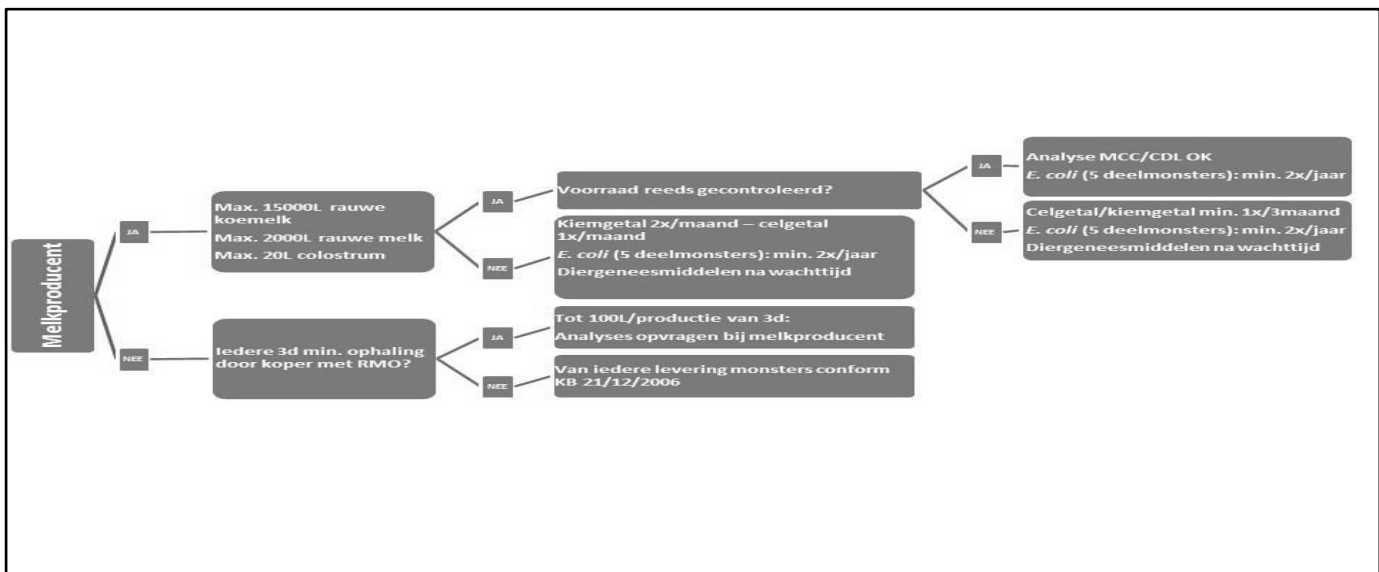 Melkproducent
JA
Max. 15000L rauwe
koemelk
Max. 2000L rauwe melk
Max. 20L colostrum
JA
Voorraad reeds gecontroleerd?
JA
Analyse MCC/CDL OK
E. coli (5 deelmonsters): min. 2x/jaar
NEE
Celgetal/kiemgetal min. 1x/3maand
E. coli (5 deelmonsters): min. 2x/jaar
Diergeneesmiddelen na wachttijd
NEE
Kiemgetal 2x/maand – celgetal
1x/maand
E. coli (5 deelmonsters): min. 2x/jaar
Diergeneesmiddelen na wachttijd
NEE
Iedere 3d min. ophaling
door koper met RMO?
JA
Tot 100L/productie van 3d:
Analyses opvragen bij melkproducent
NEE
Van iedere levering monsters conform
KB 21/12/2006